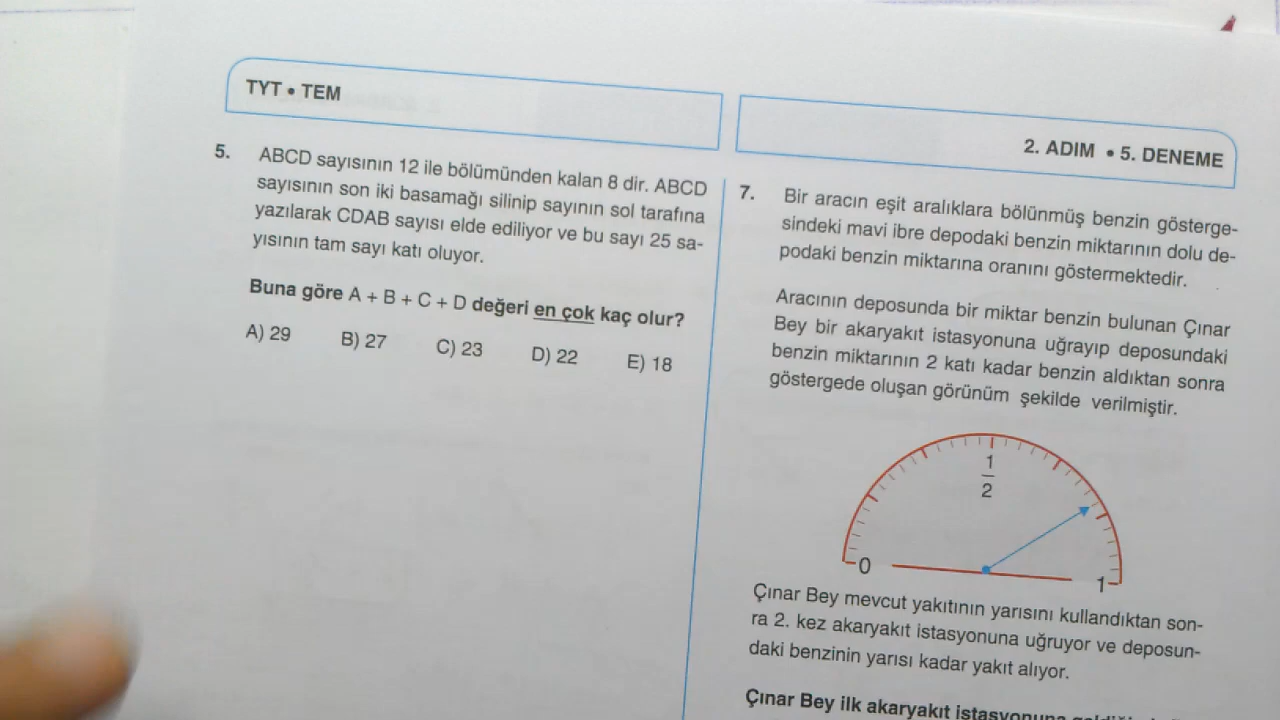 TYT • TEM
5. ABCD sayısının 12 ile bölümünden kalan 8 dir. ABCD
sayısının son iki basamağı silinip sayının sol tarafına
yazılarak CDAB sayısı elde ediliyor ve bu sayı 25 sa-
yısının tam sayı katı oluyor.
Buna göre A + B + C + D değeri en çok kaç olur?
A) 29 B) 27 C) 23 D) 22 E) 18
2. ADIM • 5. DENEME
7. Bir aracın eşit aralıklara bölünmüş benzin gösterge-
sindeki mavi ibre depodaki benzin miktarının dolu de-
podaki benzin miktarına oranını göstermektedir.
Aracının deposunda bir miktar benzin bulunan Çınar
Bey bir akaryakıt istasyonuna uğrayıp deposundaki
benzin miktarının 2 katı kadar benzin aldıktan sonra
göstergede oluşan görünüm şekilde verilmiştir.
1
2
0
1
Çınar Bey mevcut yakıtının yarısını kullandıktan son-
ra 2. kez akaryakıt istasyonuna uğruyor ve deposun-
daki benzinin yarısı kadar yakıt alıyor.
Çınar Bey ilk akaryakıt istasyonuna